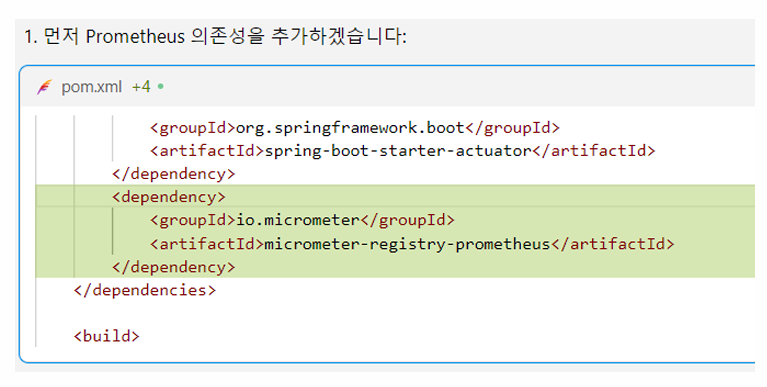 1. 먼저 Prometheus 의존성을 추가하겠습니다:
pom.xml +4
<groupId>org.springframework.boot</groupId>
<artifactId>spring-boot-starter-actuator</artifactId>
</dependency>
<dependency>
<groupId>io.micrometer</groupId>
<artifactId>micrometer-registry-prometheus</artifactId>
</dependency>
</dependencies>
<build>